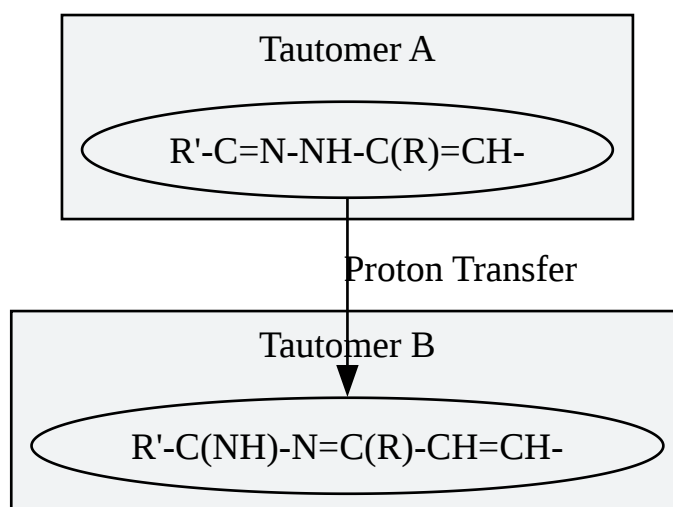 Tautomer A
R'-C=N-NH-C(R)=CH-
Proton Transfer
Tautomer B
R'-C(NH)-N=C(R)-CH=CH-